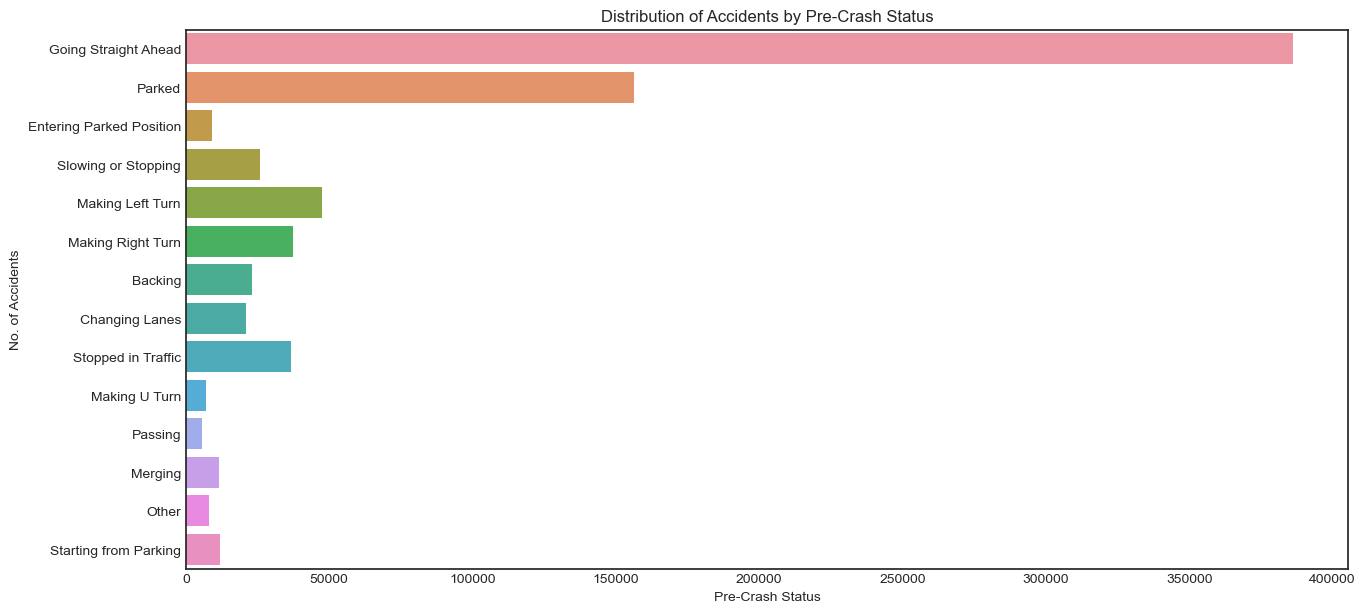 Distribution of Accidents by Pre-Crash Status
No. of Accidents
Going Straight Ahead
Parked
Entering Parked Position
Slowing or Stopping
Making Left Turn
Making Right Turn
Backing
Changing Lanes
Stopped in Traffic
Making U Turn
Passing
Merging
Other
Starting from Parking
0 50000 100000 150000 200000 250000 300000 350000 400000
Pre-Crash Status